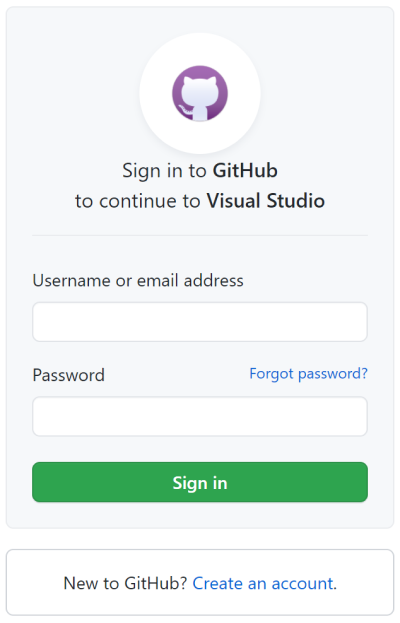 Sign in to GitHub
to continue to Visual Studio
Username or email address
Password
Forgot password?
Sign in
New to GitHub? Create an account.